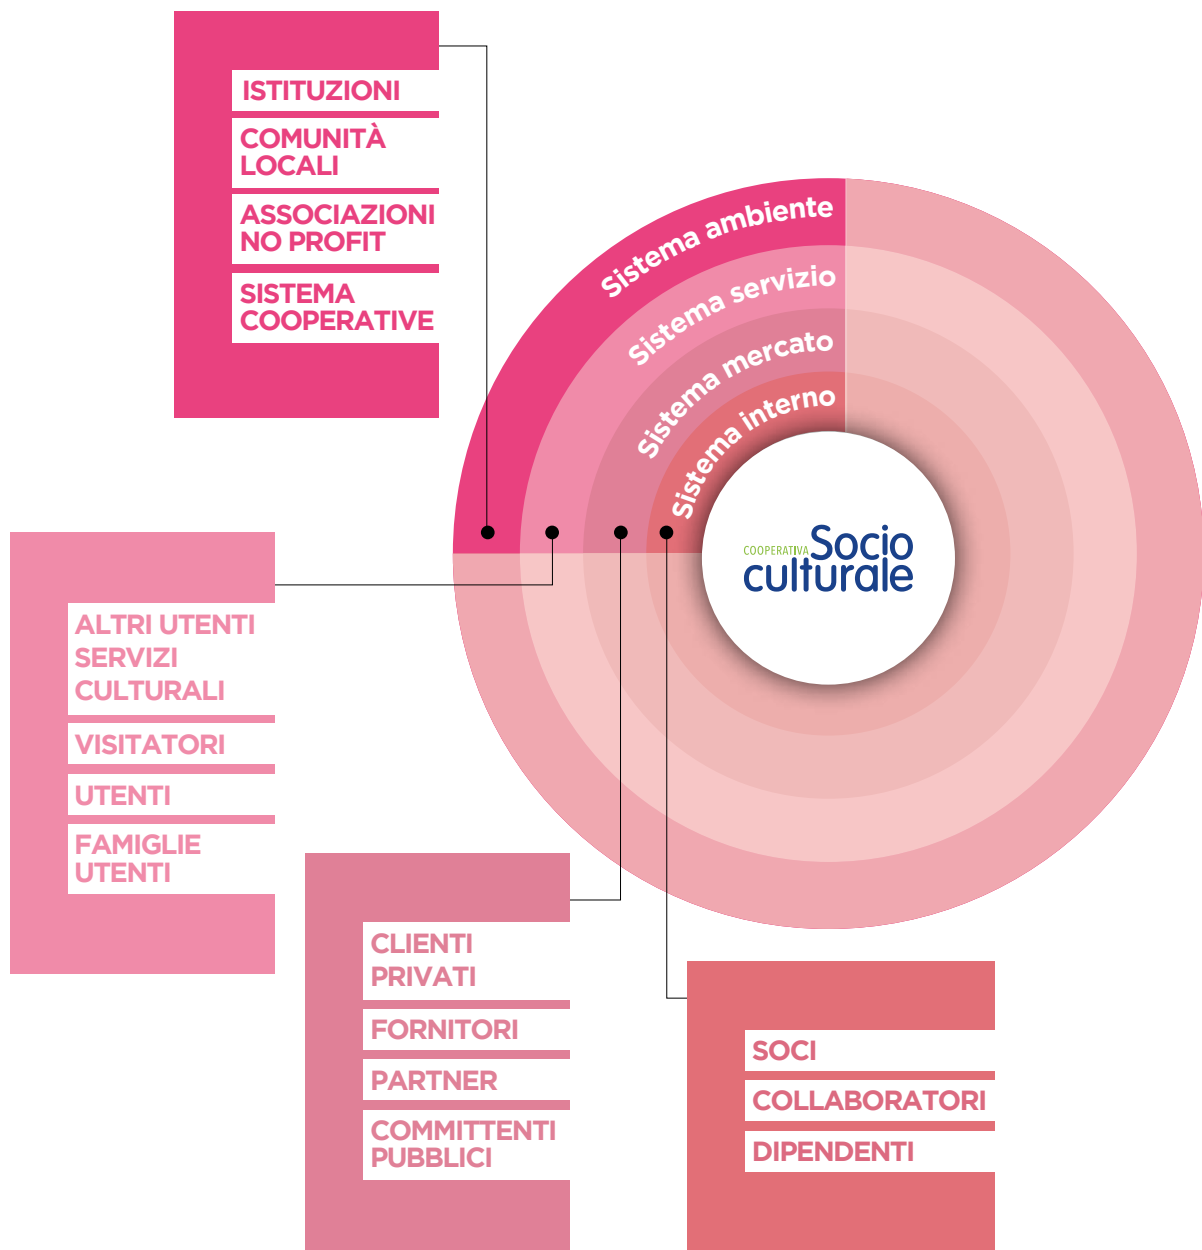 ISTITUZIONI
COMUNITÀ
LOCALI
ASSOCIAZIONI
NO PROFIT
SISTEMA
COOPERATIVE
Sistema ambiente
Sistema servizio
Sistema mercato
Sistema interno
COOPERATIVA Socio
culturale
ALTRI UTENTI
SERVIZI
CULTURALI
VISITATORI
UTENTI
FAMIGLIE
UTENTI
CLIENTI
PRIVATI
FORNITORI
PARTNER
COMMITTENTI
PUBBLICI
SOCI
COLLABORATORI
DIPENDENTI